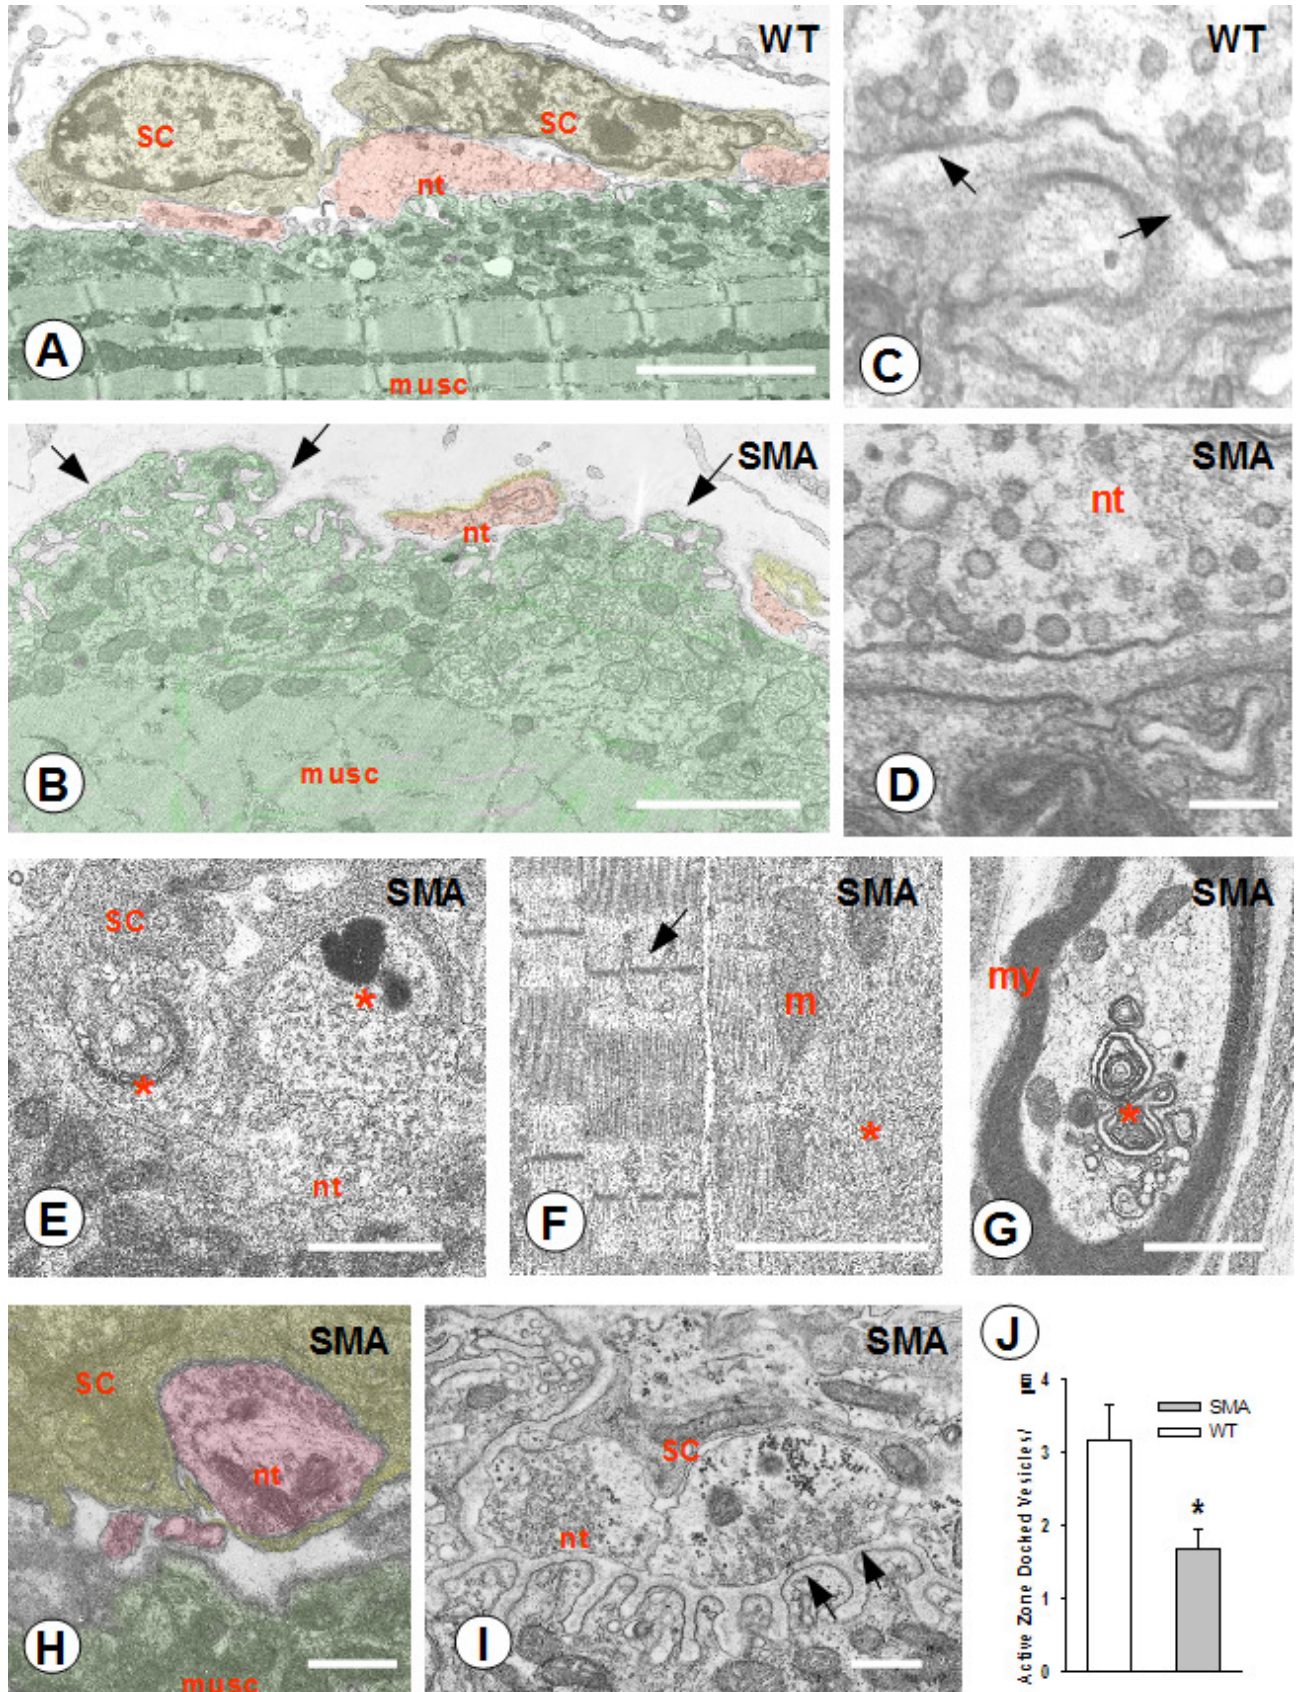 WT
SC
SC
nt
musc
A
WT
C
SMA
nt
musc
B
SMA
nt
D
SMA
SC
*
*
nt
E
SMA
m
*
F
SMA
my
*
G
SMA
SC
nt
musc
H
SMA
SC
nt
I
J
Active Zone Docked Vesicles/ µm
4
3
2
1
0
SMA
WT
*